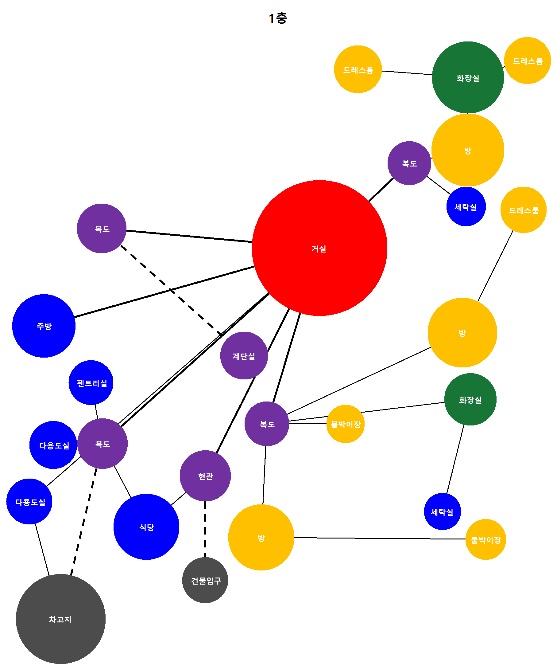 1층
드레스룸
화장실
드레스룸
방
복도
세탁실
드레스룸
복도
거실
주방
계단실
방
펜트리실
화장실
복도
붙박이장
다용도실
복도
현관
다용도실
식당
세탁실
방
붙박이장
건물입구
차고지